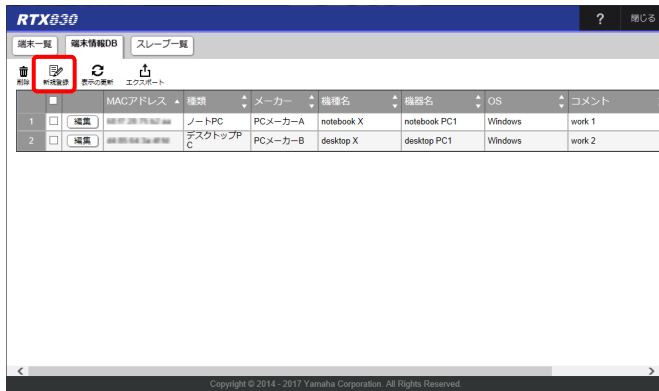 RTX830 ? 閉じる
端末一覧 端末情報DB スレーブ一覧
削除 新規登録 表示の更新 エクスポート
MACアドレス 種類 メーカー 機種名 機器名 OS コメント
1 編集 ノートPC PCメーカーA notebook X notebook PC1 Windows work 1
2 編集 デスクトップP
C PCメーカーB desktop X desktop PC1 Windows work 2
Copyright © 2014 - 2017 Yamaha Corporation. All Rights Reserved.